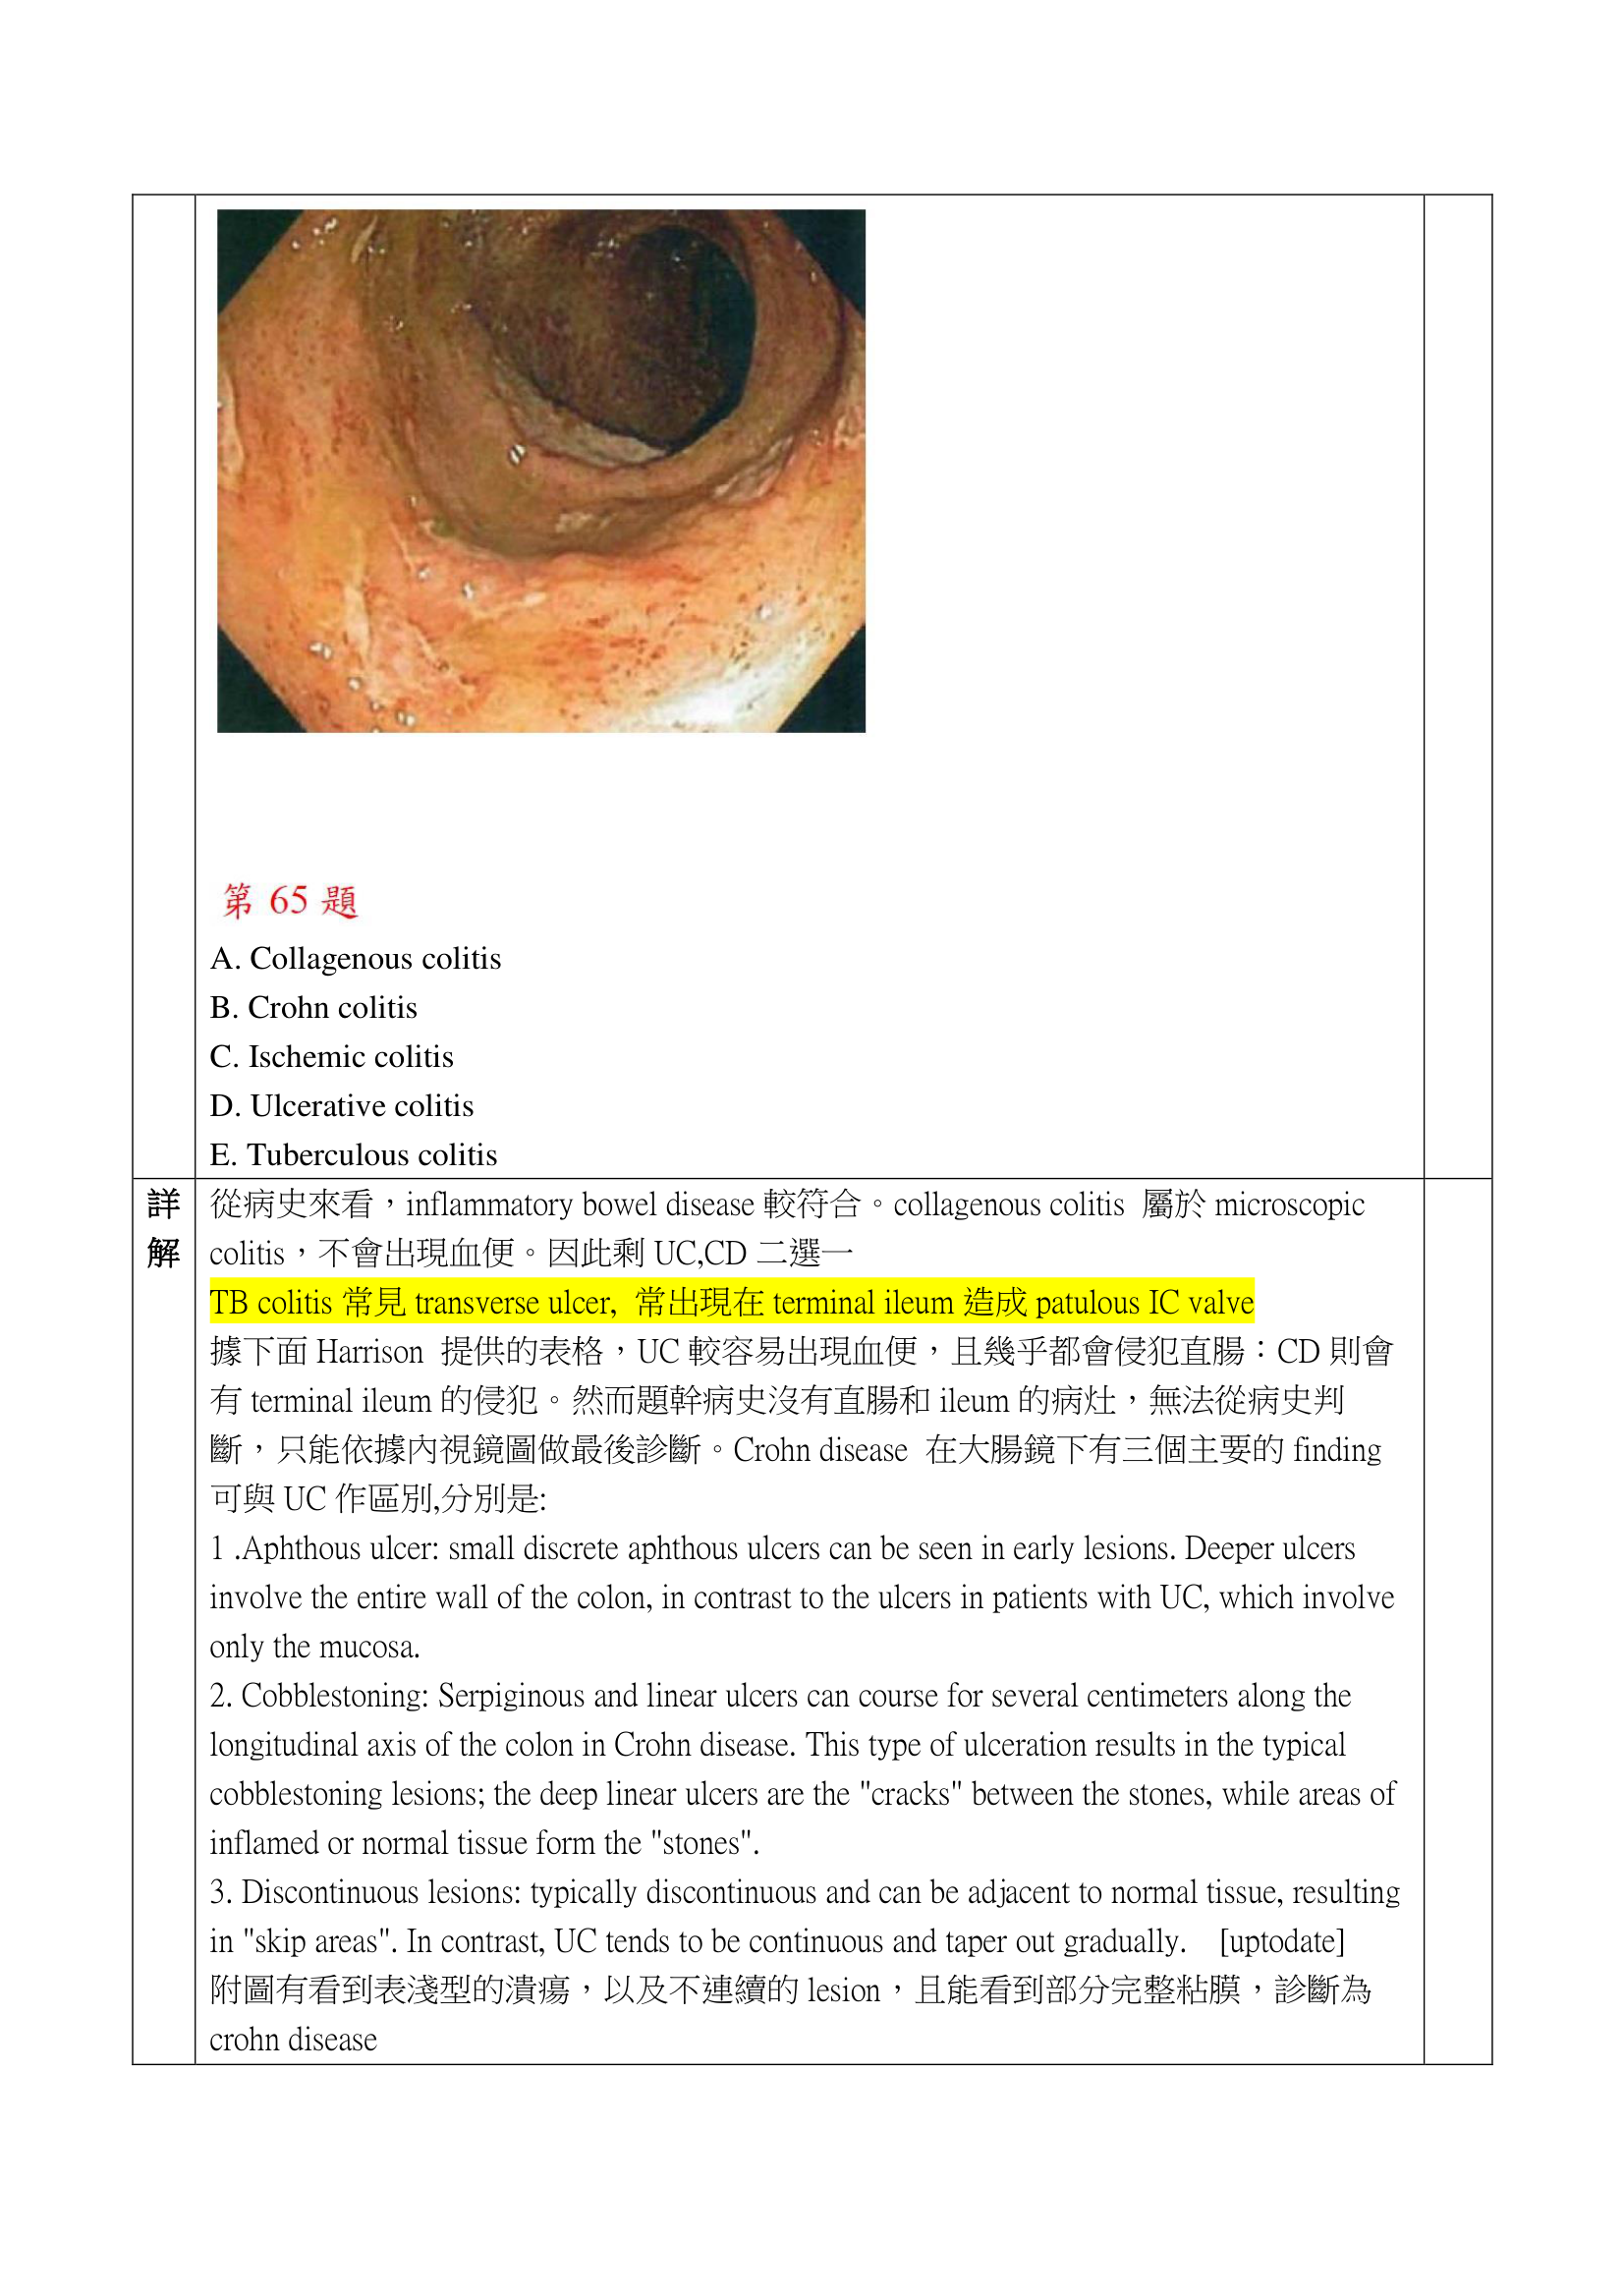 第 65 題
A. Collagenous colitis
B. Crohn colitis
C. Ischemic colitis
D. Ulcerative colitis
E. Tuberculous colitis
詳解
從病史來看，inflammatory bowel disease 較符合。collagenous colitis 屬於 microscopic
colitis，不會出現血便。因此剩 UC,CD 二選一
TB colitis 常見 transverse ulcer, 常出現在 terminal ileum 造成 patulous IC valve
據下面 Harrison 提供的表格，UC 較容易出現血便，且幾乎都會侵犯直腸：CD 則會
有 terminal ileum 的侵犯。然而題幹病史沒有直腸和 ileum 的病灶，無法從病史判
斷，只能依據內視鏡圖做最後診斷。Crohn disease 在大腸鏡下有三個主要的 finding
可與 UC 作區別,分別是:
1 .Aphthous ulcer: small discrete aphthous ulcers can be seen in early lesions. Deeper ulcers
involve the entire wall of the colon, in contrast to the ulcers in patients with UC, which involve
only the mucosa.
2. Cobblestoning: Serpiginous and linear ulcers can course for several centimeters along the
longitudinal axis of the colon in Crohn disease. This type of ulceration results in the typical
cobblestoning lesions; the deep linear ulcers are the "cracks" between the stones, while areas of
inflamed or normal tissue form the "stones".
3. Discontinuous lesions: typically discontinuous and can be adjacent to normal tissue, resulting
in "skip areas". In contrast, UC tends to be continuous and taper out gradually. [uptodate]
附圖有看到表淺型的潰瘍，以及不連續的 lesion，且能看到部分完整粘膜，診斷為
crohn disease